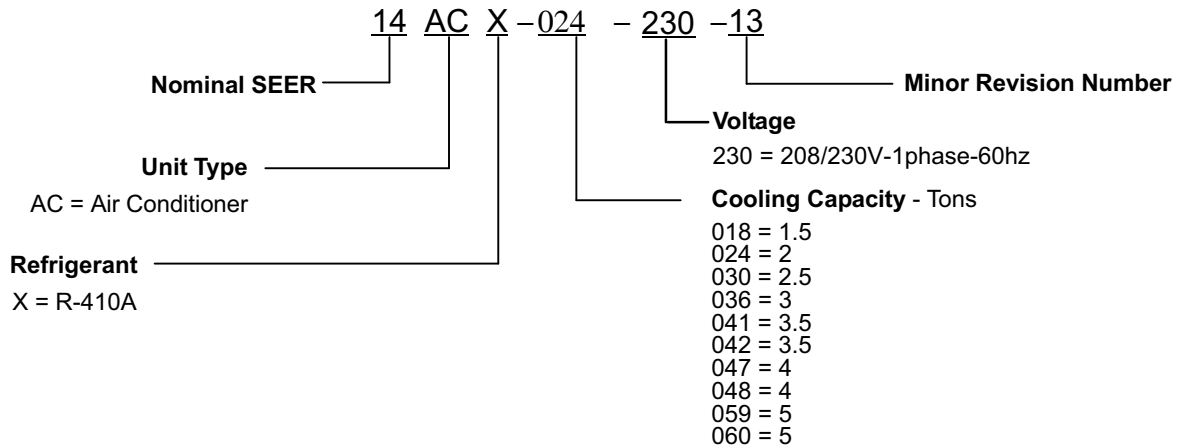 14 AC X –024 – 230 –13
Nominal SEER
Minor Revision Number
Voltage
230 = 208/230V-1phase-60hz
Unit Type
AC = Air Conditioner
Cooling Capacity - Tons
018 = 1.5
024 = 2
030 = 2.5
036 = 3
041 = 3.5
042 = 3.5
047 = 4
048 = 4
059 = 5
060 = 5
Refrigerant
X = R-410A